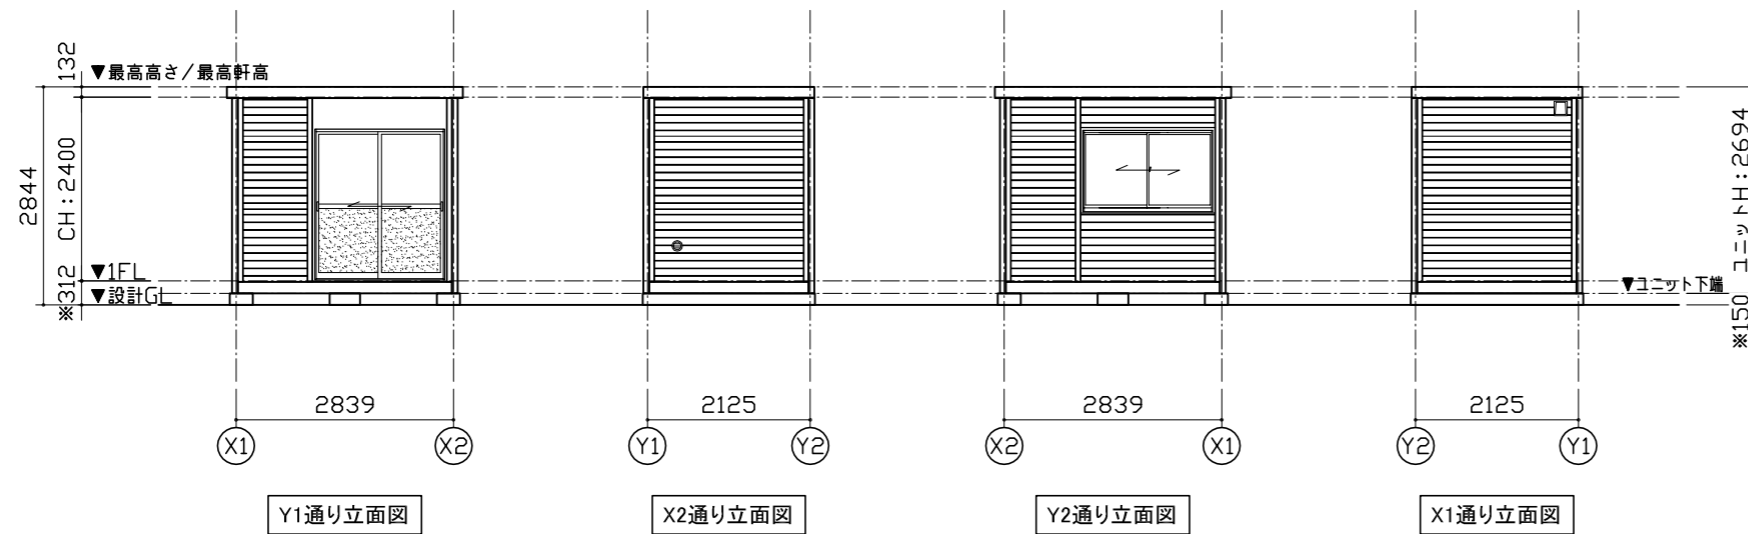 132
▼最高高さ/最高軒高
2844
CH:2400
▼1FL
※312
▼設計GL
ユニットH:2694
▼ユニット下端
※150
2839
2125
2839
2125
X1
X2
Y1
Y2
X2
X1
Y2
Y1
Y1通り立面図
X2通り立面図
Y2通り立面図
X1通り立面図